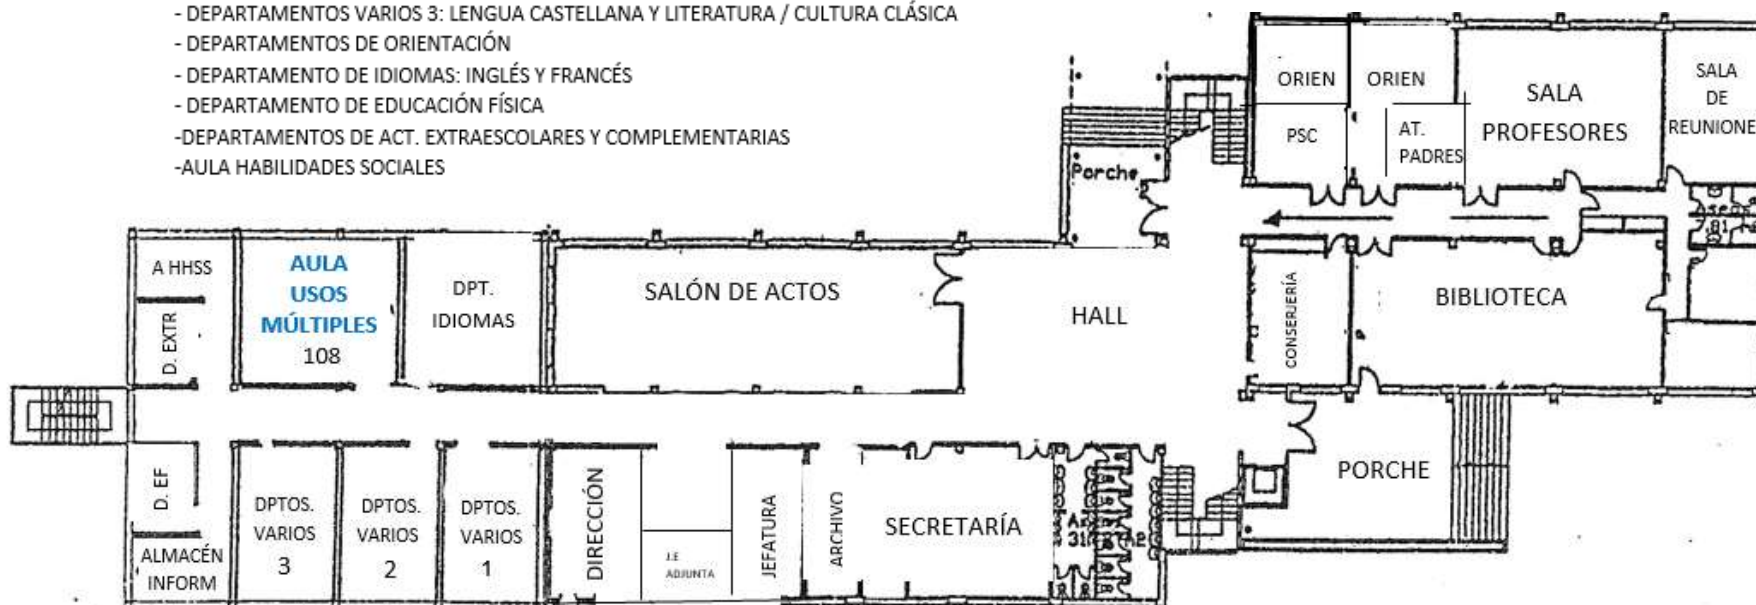 - DEPARTAMENTOS VARIOS 3: LENGUA CASTELLANA Y LITERATURA / CULTURA CLÁSICA
- DEPARTAMENTOS DE ORIENTACIÓN
- DEPARTAMENTO DE IDIOMAS: INGLÉS Y FRANCÉS
- DEPARTAMENTO DE EDUCACIÓN FÍSICA
-DEPARTAMENTOS DE ACT. EXTRAESCOLARES Y COMPLEMENTARIAS
-AULA HABILIDADES SOCIALES
ORIEN
ORIEN
SALA
PROFESORES
SALA
DE
REUNIONE
PSC
AT.
PADRES
Porche
A HHSS
D. EXTR
AULA
USOS
MÚLTIPLES
108
DPT.
IDIOMAS
SALÓN DE ACTOS
HALL
CONSERJERÍA
BIBLIOTECA
D. EF
ALMACÉN
INFORM
DPTOS.
VARIOS
3
DPTOS.
VARIOS
2
DPTOS.
VARIOS
1
DIRECCIÓN
J.E
ADJUNTA
JEFATURA
ARCHIVO
SECRETARÍA
PORCHE